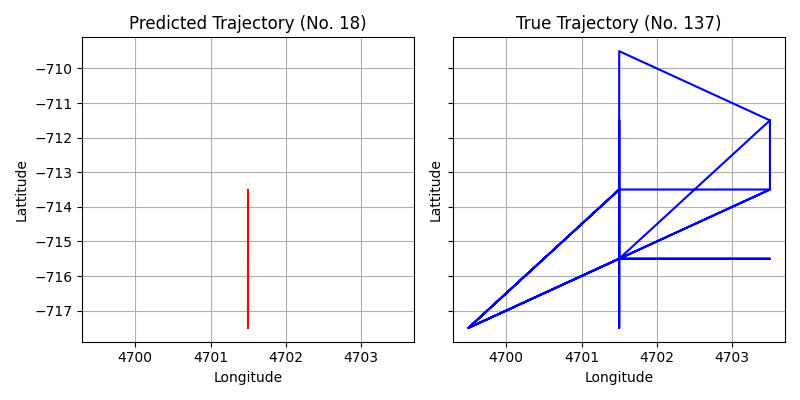 Predicted Trajectory (No. 18)
Lattitude
−710
−711
−712
−713
−714
−715
−716
−717
4700 4701 4702 4703
Longitude
True Trajectory (No. 137)
Lattitude
4700 4701 4702 4703
Longitude